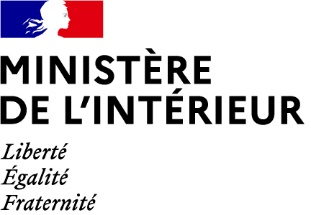 MINISTÈRE
DE L’INTÉRIEUR
Liberté
Égalité
Fraternité